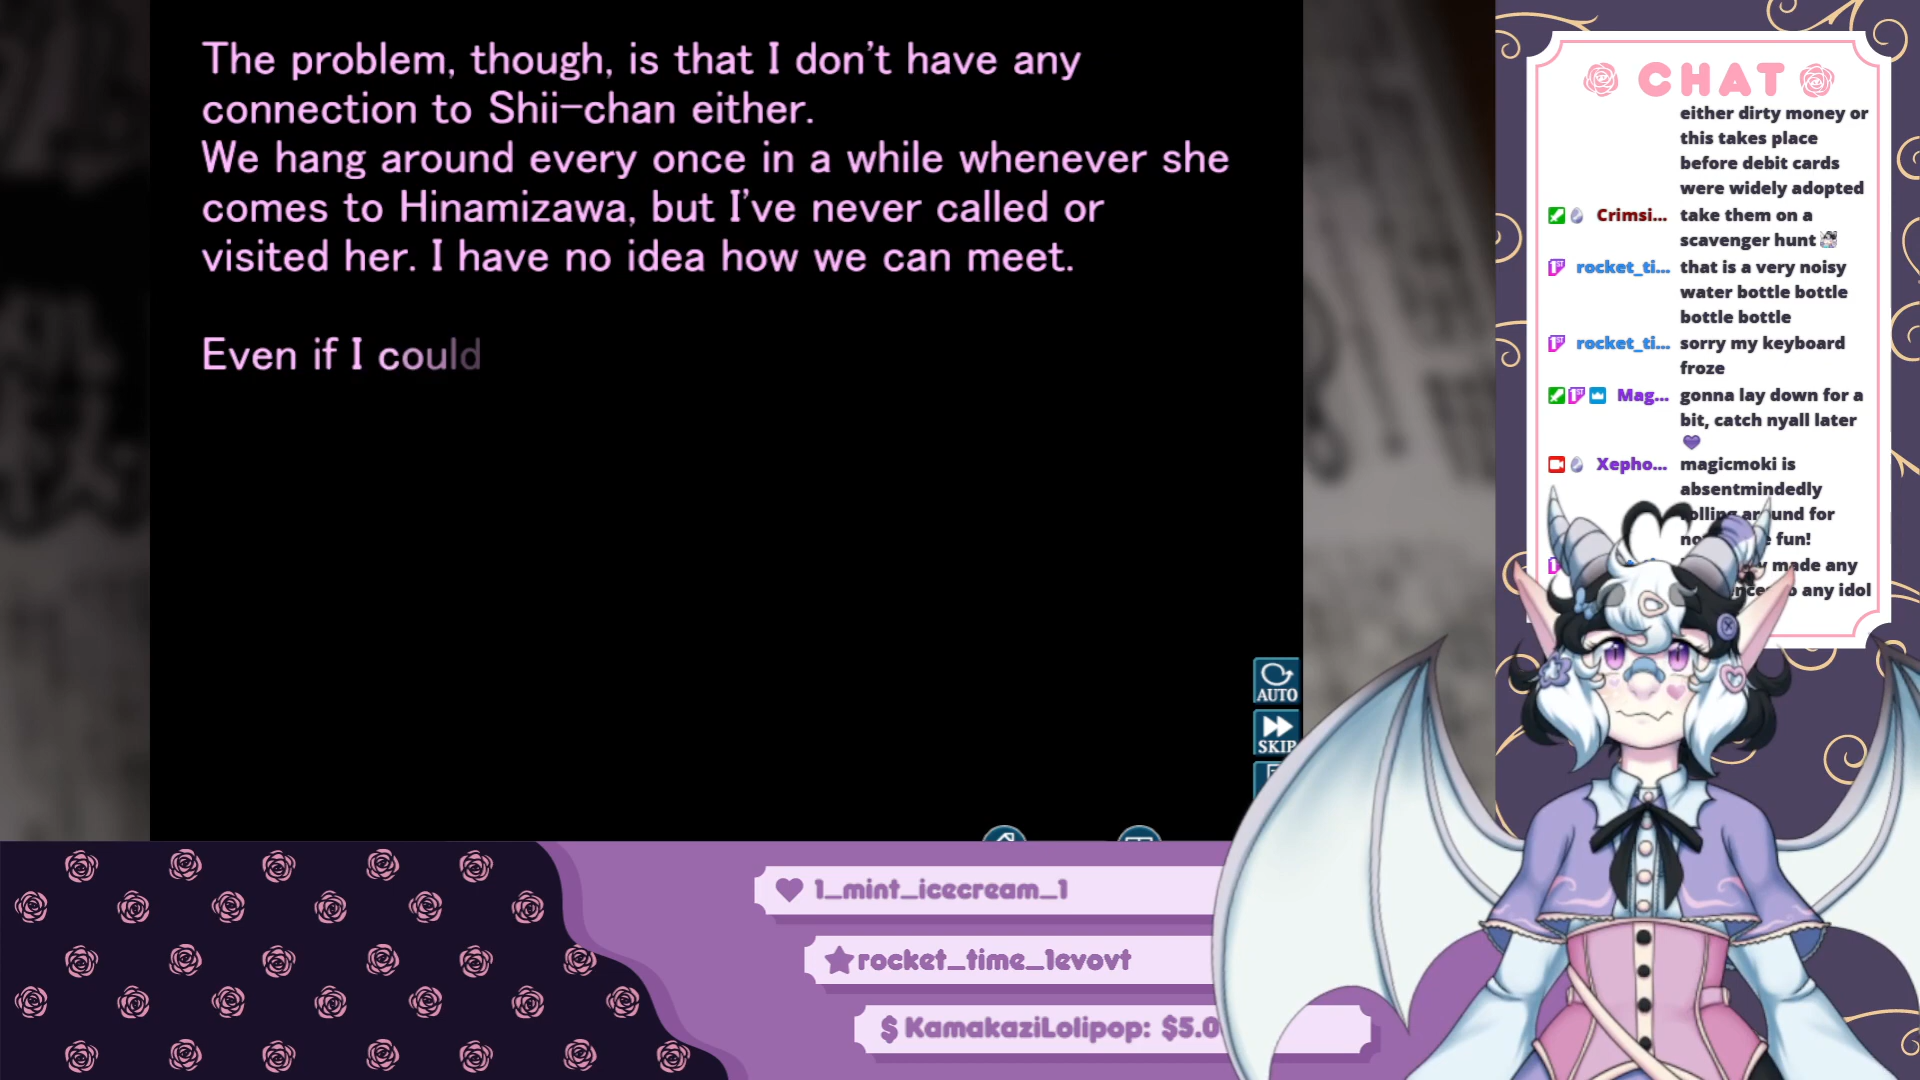 The problem, though, is that I don't have any
connection to Shii-chan either.
We hang around every once in a while whenever she
comes to Hinamizawa, but I've never called or
visited her. I have no idea how we can meet.
Even if I could
AUTO
SKIP
CHAT
either dirty money or
this takes place
before debit cards
were widely adopted
Crimsi... take them on a
scavenger hunt
rocket_ti... that is a very noisy
water bottle bottle
bottle bottle
rocket_ti... sorry my keyboard
froze
Mag... gonna lay down for a
bit, catch nyall later
Xepho... magicmoki is
absentmindedly
for
fun!
made any
any idol
1_mint_icecream_1
rocket_time_1evovt
$ KamakaziLolipop: $5.0